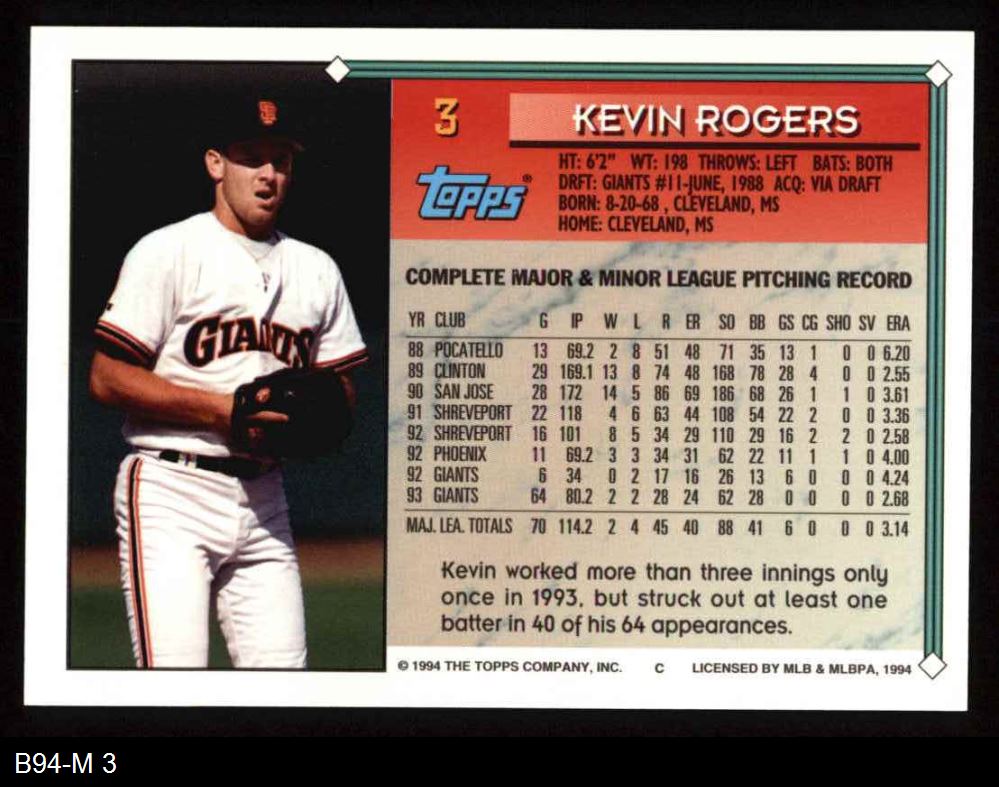 3
KEVIN ROGERS
Topps®
HT: 6'2" WT: 198 THROWS: LEFT BATS: BOTH
DRFT: GIANTS #11-JUNE, 1988 ACQ: VIA DRAFT
BORN: 8-20-68 , CLEVELAND, MS
HOME: CLEVELAND, MS
SF
GIANTS
COMPLETE MAJOR & MINOR LEAGUE PITCHING RECORD
YR CLUB G IP W L R ER SO BB GS CG SHO SV ERA
88 POCATELLO 13 69.2 2 8 51 48 71 35 13 1 0 0 6.20
89 CLINTON 29 169.1 13 8 74 48 168 78 28 4 0 0 2.55
90 SAN JOSE 28 172 14 5 86 69 186 68 26 1 1 0 3.61
91 SHREVEPORT 22 118 4 6 63 44 108 54 22 2 0 0 3.36
92 SHREVEPORT 16 101 8 5 34 29 110 29 16 2 2 0 2.58
92 PHOENIX 11 69.2 3 3 34 31 62 22 11 1 1 0 4.00
92 GIANTS 6 34 0 2 17 16 26 13 6 0 0 0 4.24
93 GIANTS 64 80.2 2 2 28 24 62 28 0 0 0 0 2.68
MAJ. LEA. TOTALS 70 114.2 2 4 45 40 88 41 6 0 0 0 3.14
Kevin worked more than three innings only
once in 1993, but struck out at least one
batter in 40 of his 64 appearances.
© 1994 THE TOPPS COMPANY, INC. C LICENSED BY MLB & MLBPA, 1994
B94-M 3